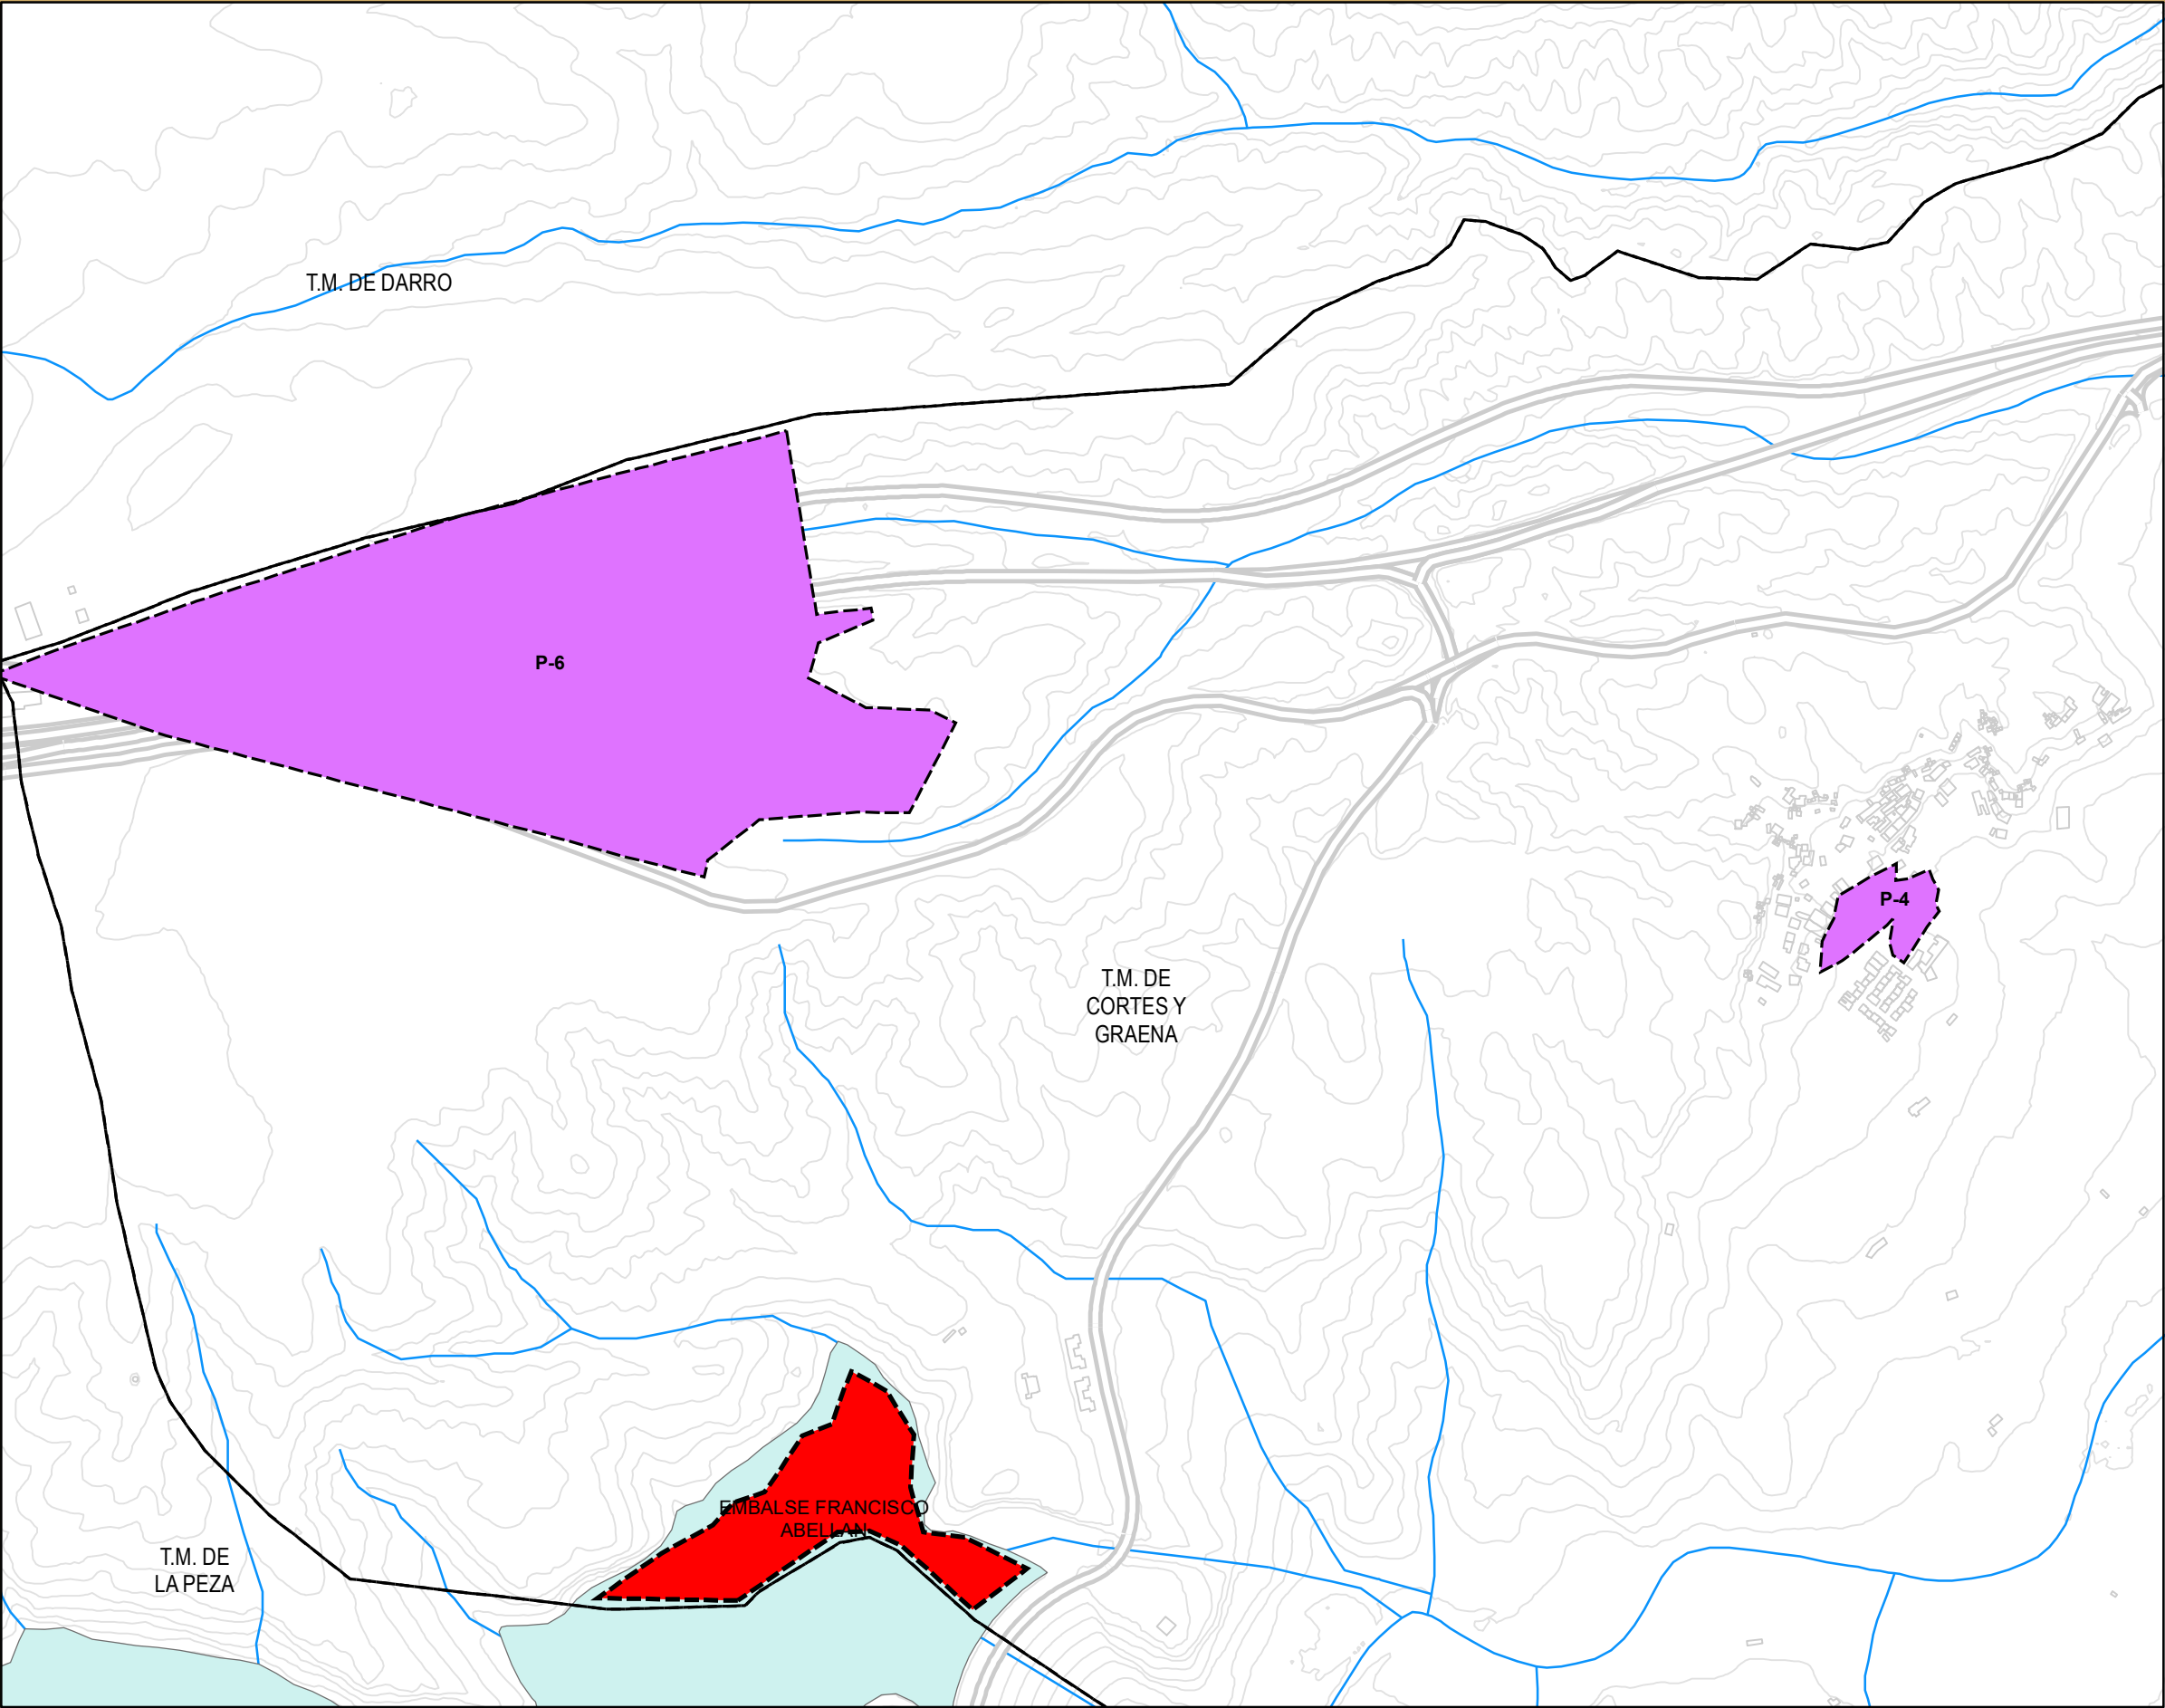 T.M. DE DARRO
P-6
P-4
T.M. DE
CORTES Y
GRAENA
EMBALSE FRANCISCO
ABELLAN
T.M. DE
LA PEZA